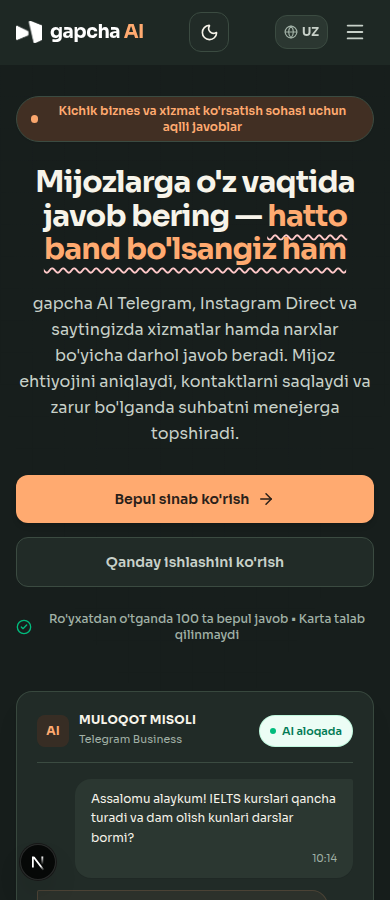 gapcha AI
UZ
Kichik biznes va xizmat ko'rsatish sohasi uchun
aqlli javoblar
Mijozlarga o'z vaqtida
javob bering — hatto
band bo'lsangiz ham
gapcha AI Telegram, Instagram Direct va
saytingizda xizmatlar hamda narxlar
bo'yicha darhol javob beradi. Mijoz
ehtiyojini aniqlaydi, kontaktlarni saqlaydi va
zarur bo'lganda suhbatni menejerga
topshiradi.
Bepul sinab ko'rish →
Qanday ishlashini ko'rish
Ro'yxatdan o'tganda 100 ta bepul javob • Karta talab
qilinmaydi
AI
MULOQOT MISOLI
Telegram Business
AI aloqada
Assalomu alaykum! IELTS kurslari qancha
turadi va dam olish kunlari darslar
bormi?
10:14
N